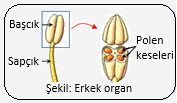 Başçık
Sapçık
Polen
keseleri
Şekil: Erkek organ